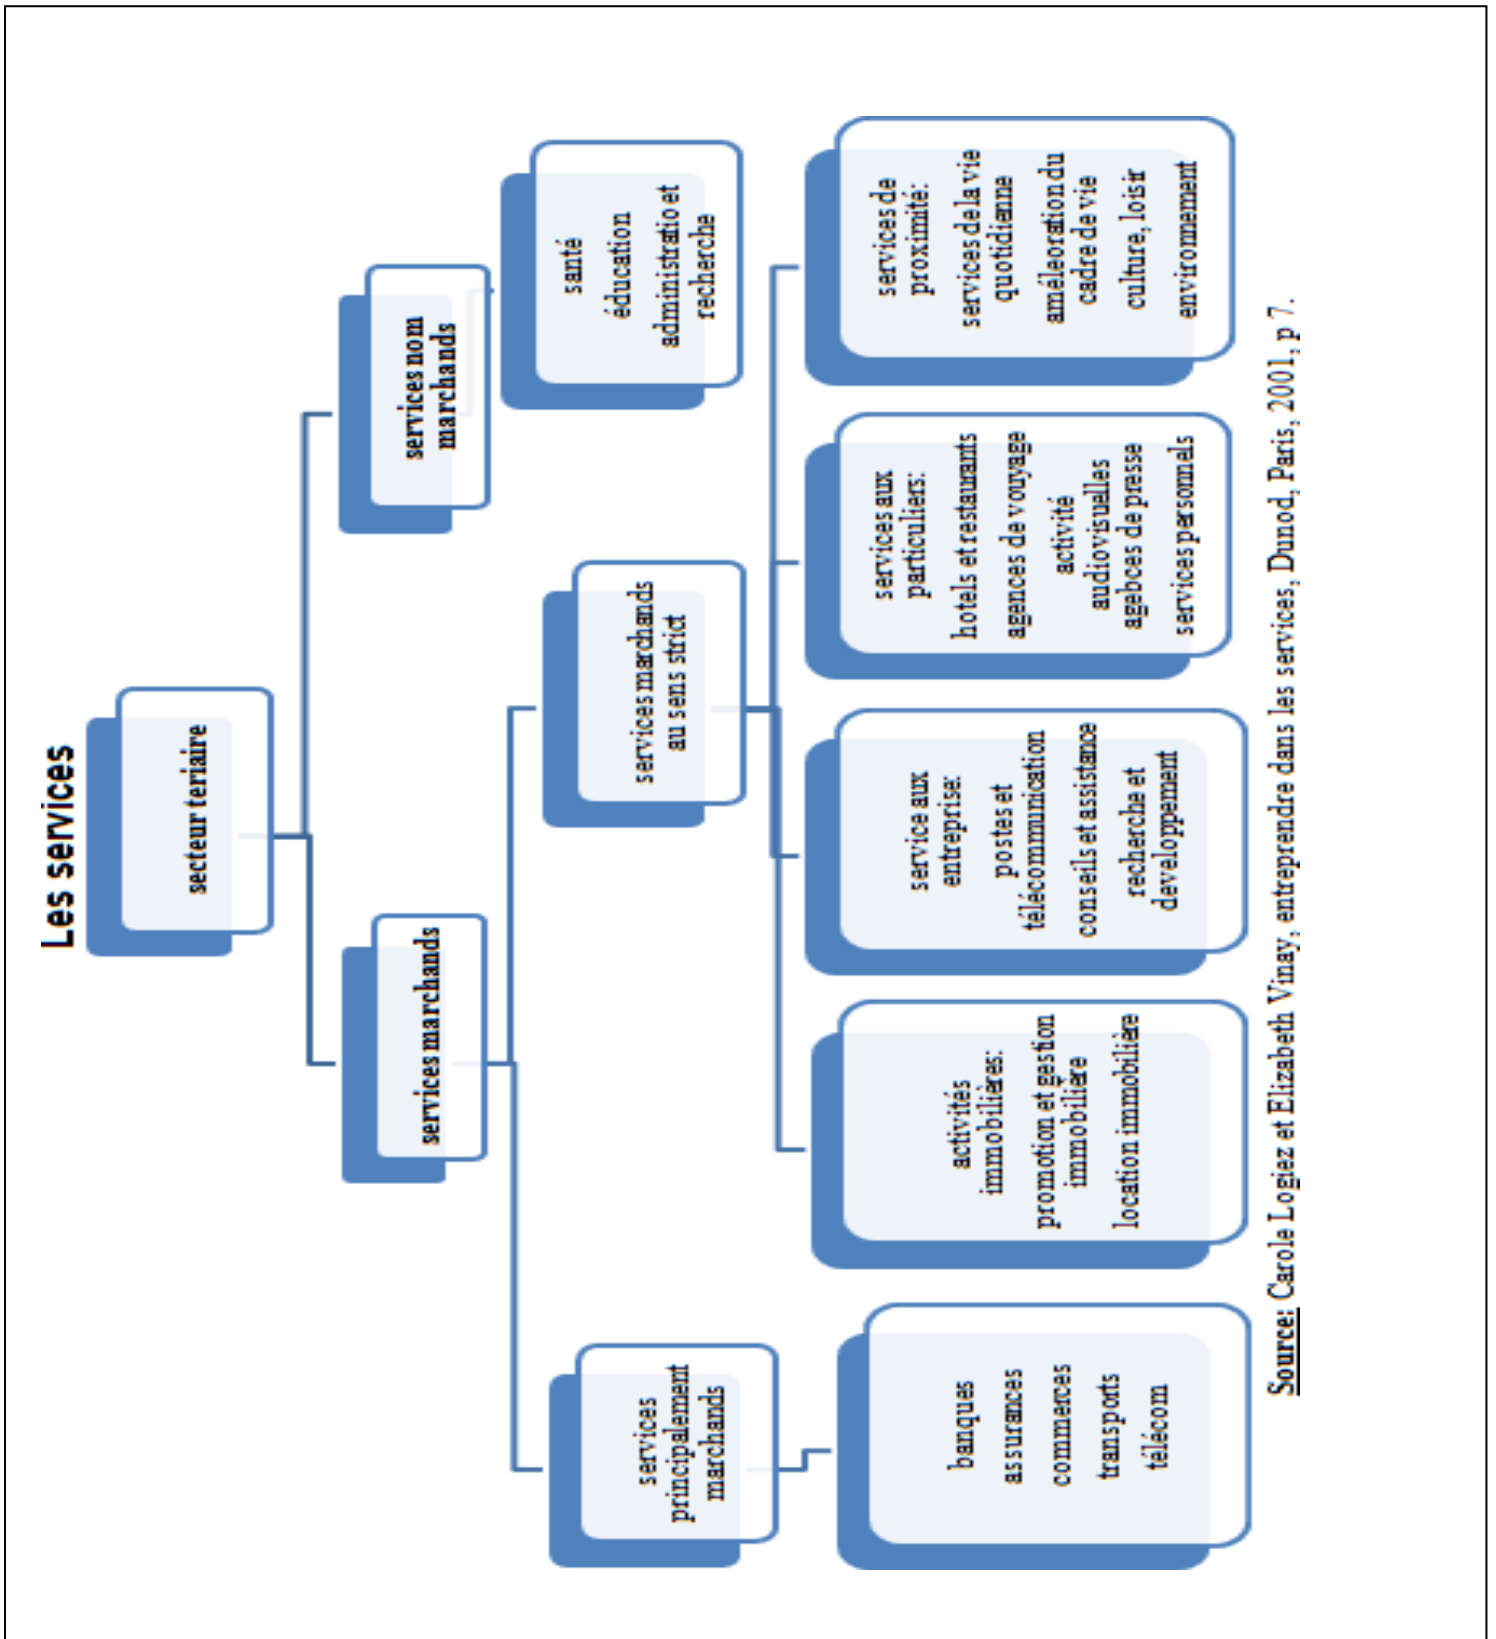 Les services
secteur teriaire
services marchands
services nom
marchands
services
principalement
marchands
services marchands
au sens strict
santé
éducation
administratio et
recherche
banques
assurances
commerces
transports
télécom
activités
immobilières:
promotion et gestion
immobilière
location immobilière
service aux
entreprise:
postes et
télécommunication
conseils et assistance
recherche et
developpement
services aux
particuliers:
hotels et restaurants
agences de vouyage
activité
audiovisuelles
agebces de presse
services personnels
services de
proximité:
services de la vie
quotidienne
améleoration du
cadre de vie
culture, loisir
environnement
Source: Carole Logiez et Elizabeth Vinay, entreprendre dans les services, Dunod, Paris, 2001, p 7.